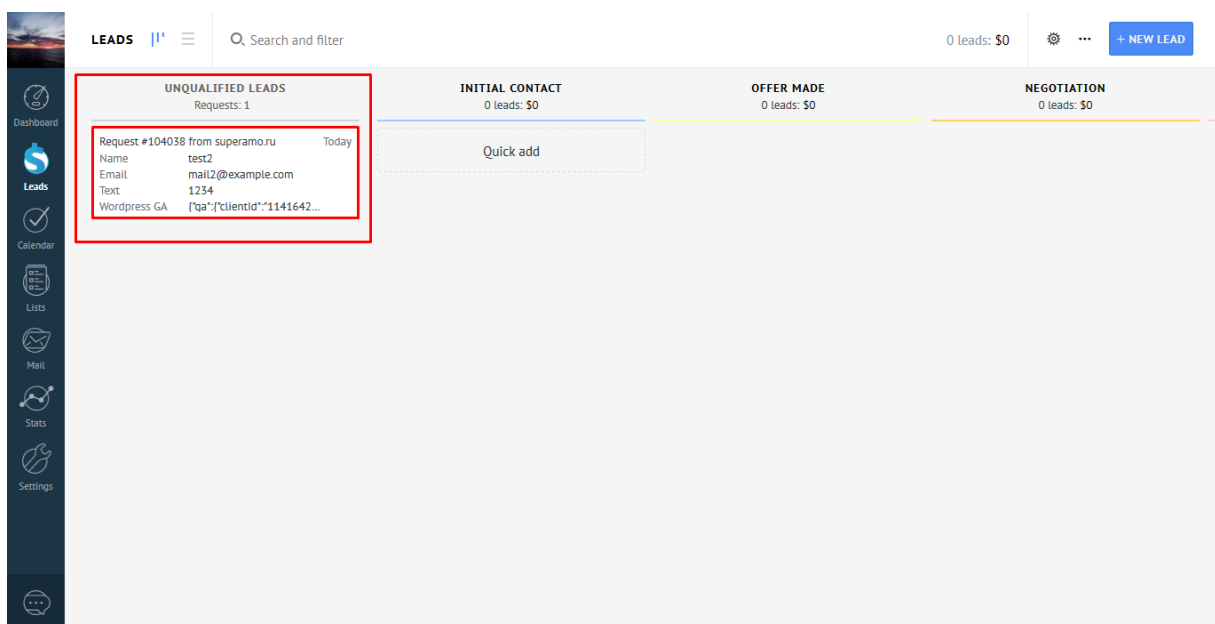 LEADS
Search and filter
0 leads: $0
+ NEW LEAD
Dashboard
Leads
Calendar
Lists
Mail
Stats
Settings
UNQUALIFIED LEADS
Requests: 1
Request #104038 from superamo.ru Today
Name test2
Email mail2@example.com
Text 1234
Wordpress GA {"qa":{"clientId":"1141642...
INITIAL CONTACT
0 leads: $0
Quick add
OFFER MADE
0 leads: $0
NEGOTIATION
0 leads: $0